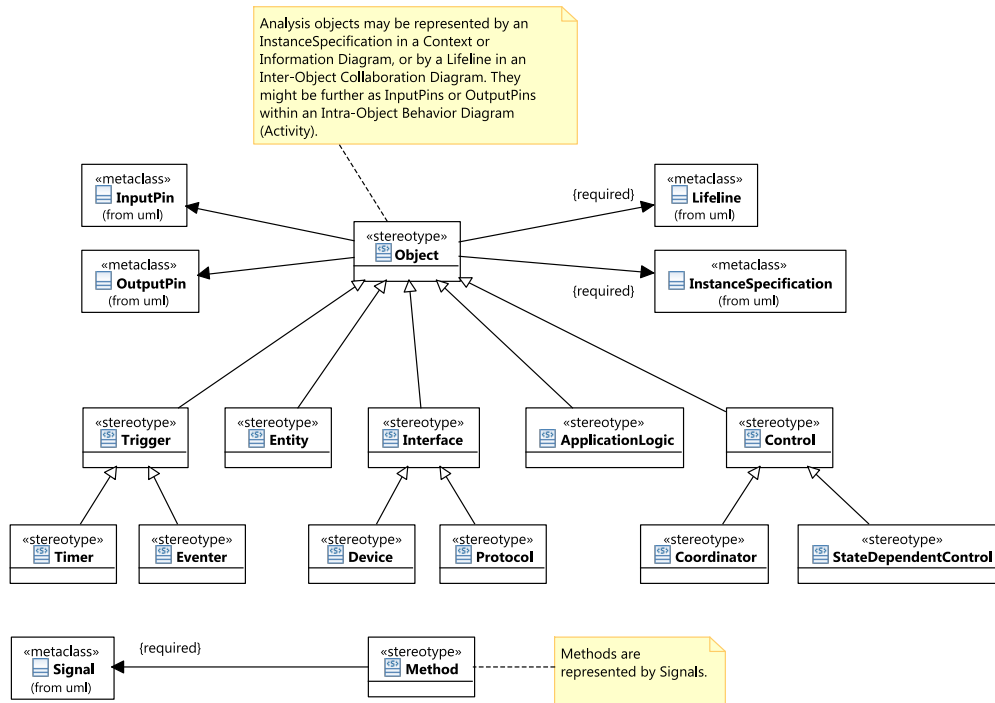 Analysis objects may be represented by an
InstanceSpecification in a Context or
Information Diagram, or by a Lifeline in an
Inter-Object Collaboration Diagram. They
might be further as InputPins or OutputPins
within an Intra-Object Behavior Diagram
(Activity).
«metaclass»
InputPin
(from uml)
{required}
«metaclass»
Lifeline
(from uml)
«stereotype»
Object
«metaclass»
OutputPin
(from uml)
{required}
«metaclass»
InstanceSpecification
(from uml)
«stereotype»
Trigger
«stereotype»
Entity
«stereotype»
Interface
«stereotype»
ApplicationLogic
«stereotype»
Control
«stereotype»
Timer
«stereotype»
Eventer
«stereotype»
Device
«stereotype»
Protocol
«stereotype»
Coordinator
«stereotype»
StateDependentControl
«metaclass»
Signal
(from uml)
{required}
«stereotype»
Method
Methods are
represented by Signals.